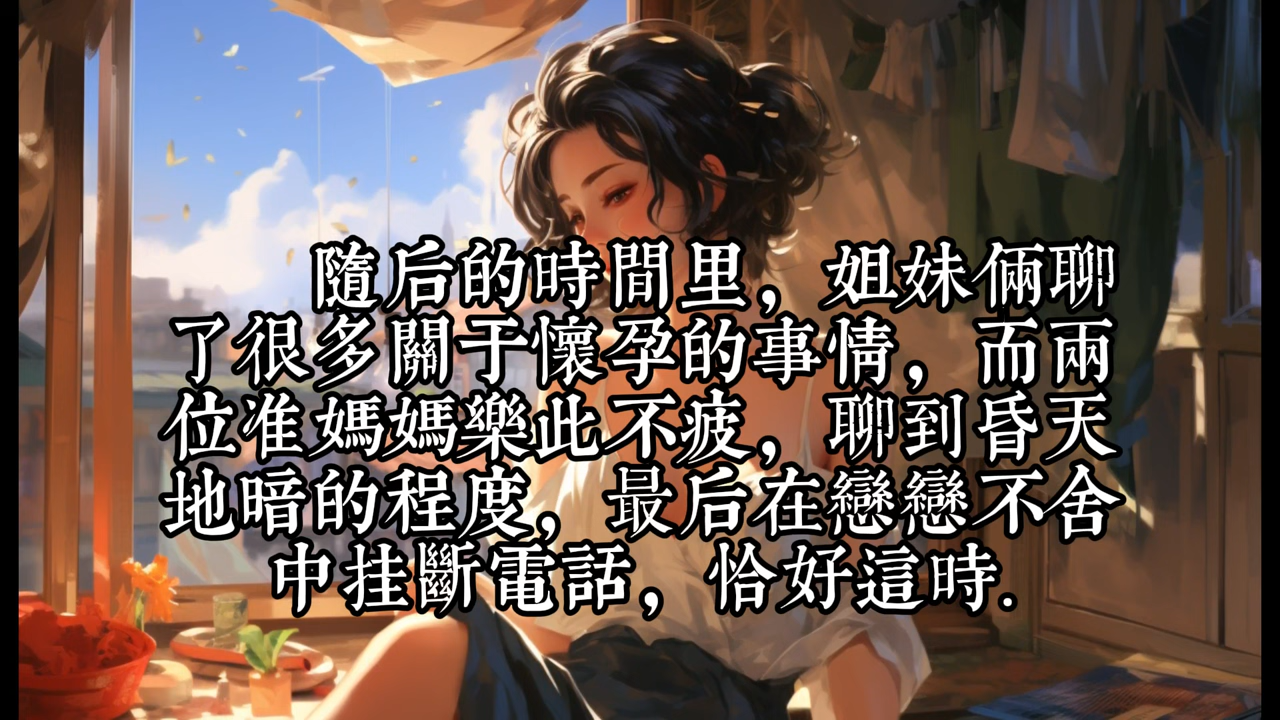 隨后的時間里，姐妹倆聊
了很多關于懷孕的事情，而兩
位准媽媽樂此不疲，聊到昏天
地暗的程度，最后在戀戀不舍
中挂斷電話，恰好這時.